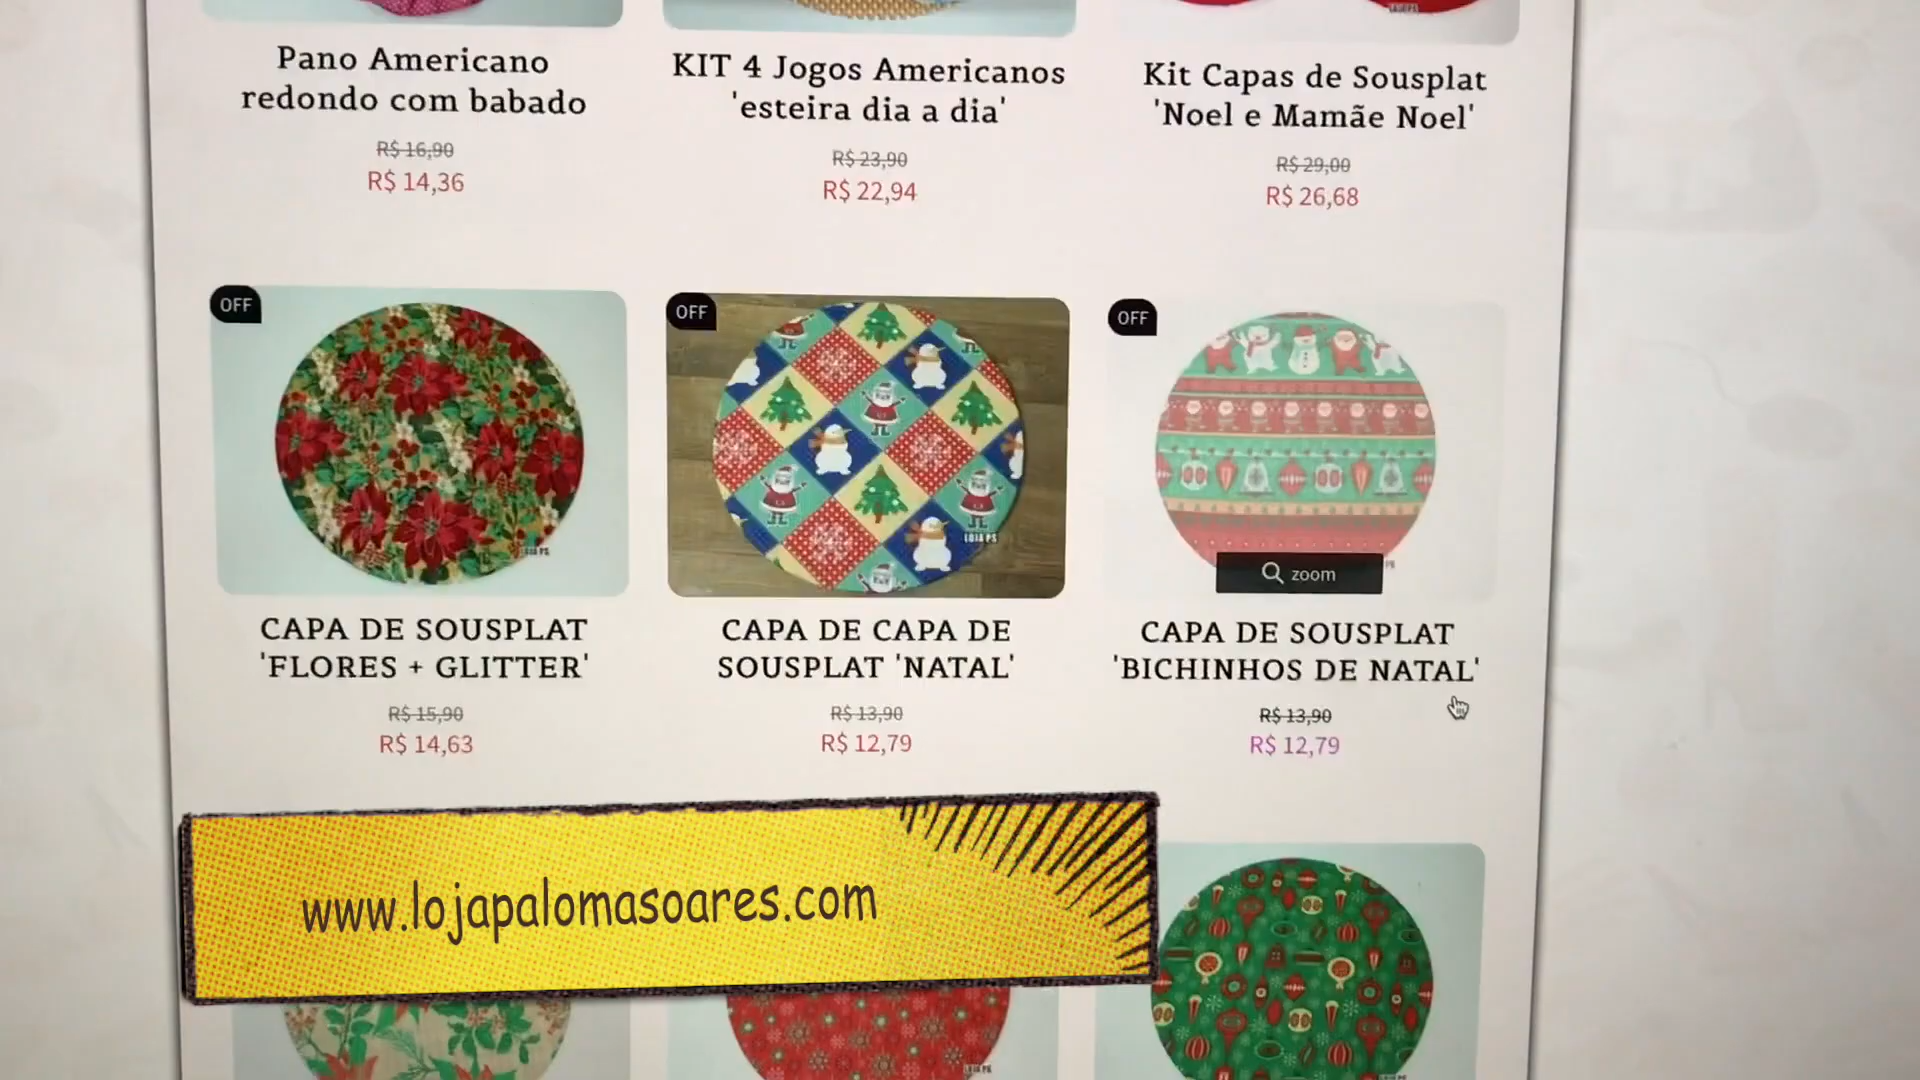 Pano Americano
redondo com babado
R$ 16,90
R$ 14,36
KIT 4 Jogos Americanos
'esteira dia a dia'
R$ 23,90
R$ 22,94
Kit Capas de Sousplat
'Noel e Mamãe Noel'
R$ 29,00
R$ 26,68
OFF
CAPA DE SOUSPLAT
'FLORES + GLITTER'
R$ 15,90
R$ 14,63
OFF
LOJA PS
CAPA DE CAPA DE
SOUSPLAT 'NATAL'
R$ 13,90
R$ 12,79
OFF
zoom
CAPA DE SOUSPLAT
'BICHINHOS DE NATAL'
R$ 13,90
R$ 12,79
www.lojapalomasoares.com